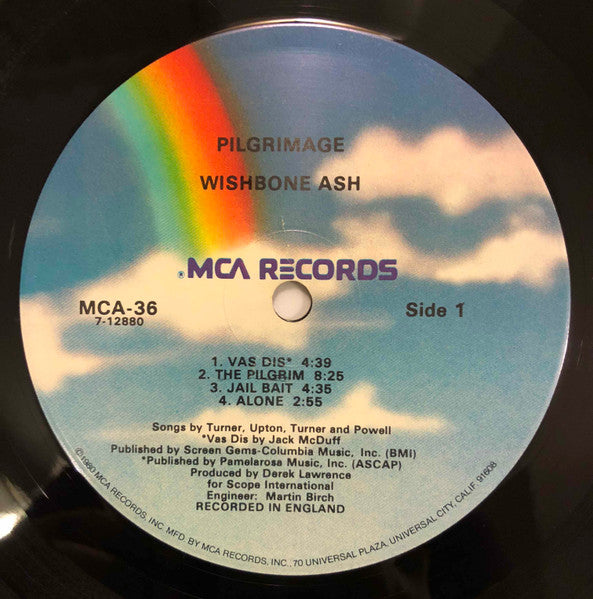 PILGRIMAGE
WISHBONE ASH
®MCA RECORDS
MCA-36
7-12880
Side 1
1. VAS DIS* 4:39
2. THE PILGRIM 8:25
3. JAIL BAIT 4:35
4. ALONE 2:55
Songs by Turner, Upton, Turner and Powell
*Vas Dis by Jack McDuff
Published by Screen Gems-Columbia Music, Inc. (BMI)
*Published by Pamelarosa Music, Inc. (ASCAP)
Produced by Derek Lawrence
for Scope International
Engineer: Martin Birch
RECORDED IN ENGLAND
©1980 MCA RECORDS, INC. MFD. BY MCA RECORDS, INC., 70 UNIVERSAL PLAZA, UNIVERSAL CITY, CALIF. 91608